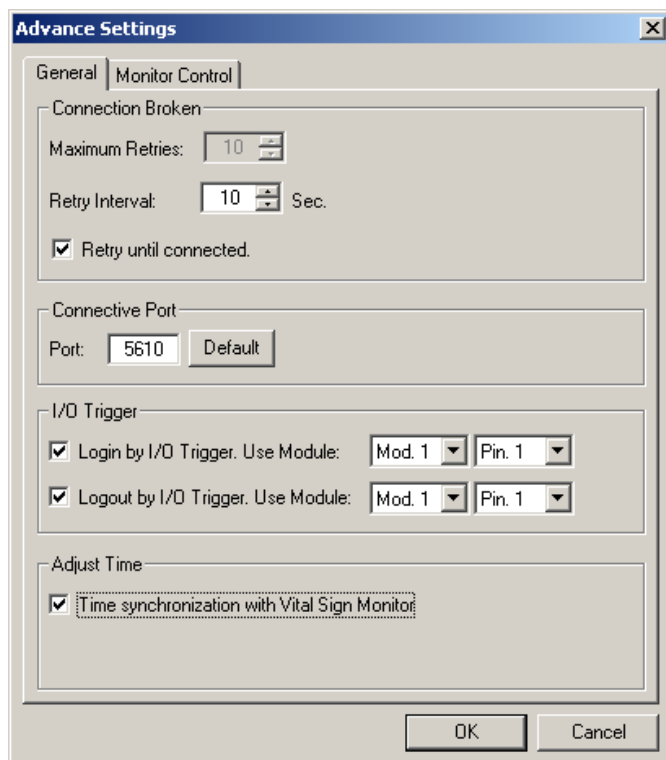 Advance Settings
General Monitor Control
Connection Broken
Maximum Retries: 10
Retry Interval: 10 Sec.
Retry until connected.
Connective Port
Port: 5610 Default
I/O Trigger
Login by I/O Trigger. Use Module: Mod. 1 Pin. 1
Logout by I/O Trigger. Use Module: Mod. 1 Pin. 1
Adjust Time
Time synchronization with Vital Sign Monitor
OK Cancel